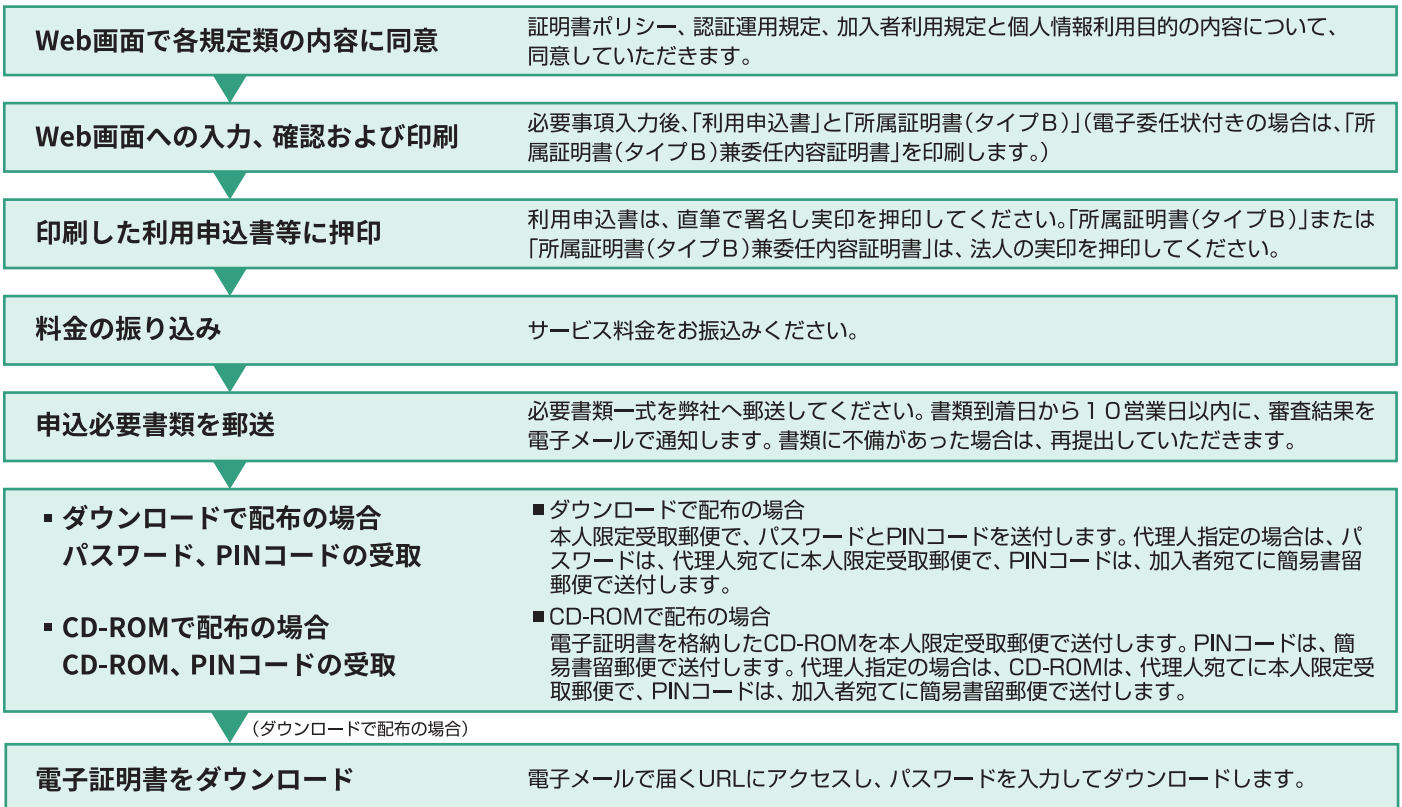 Web画面で各規定類の内容に同意
証明書ポリシー、認証運用規定、加入者利用規定と個人情報利用目的の内容について、
同意していただきます。
Web画面への入力、確認および印刷
必要事項入力後、「利用申込書」と「所属証明書(タイプB)」(電子委任状付きの場合は、「所
属証明書(タイプB)兼委任内容証明書」を印刷します。)
印刷した利用申込書等に押印
利用申込書は、直筆で署名し実印を押印してください。「所属証明書(タイプB)」または
「所属証明書(タイプB)兼委任内容証明書」は、法人の実印を押印してください。
料金の振り込み
サービス料金をお振込みください。
申込必要書類を郵送
必要書類一式を弊社へ郵送してください。書類到着日から10営業日以内に、審査結果を
電子メールで通知します。書類に不備があった場合は、再提出していただきます。
▪ ダウンロードで配布の場合
パスワード、PINコードの受取
■ダウンロードで配布の場合
本人限定受取郵便で、パスワードとPINコードを送付します。代理人指定の場合は、パ
スワードは、代理人宛てに本人限定受取郵便で、PINコードは、加入者宛てに簡易書留
郵便で送付します。
▪ CD-ROMで配布の場合
CD-ROM、PINコードの受取
■CD-ROMで配布の場合
電子証明書を格納したCD-ROMを本人限定受取郵便で送付します。PINコードは、簡
易書留郵便で送付します。代理人指定の場合は、CD-ROMは、代理人宛てに本人限定受
取郵便で、PINコードは、加入者宛てに簡易書留郵便で送付します。
(ダウンロードで配布の場合)
電子証明書をダウンロード
電子メールで届くURLにアクセスし、パスワードを入力してダウンロードします。